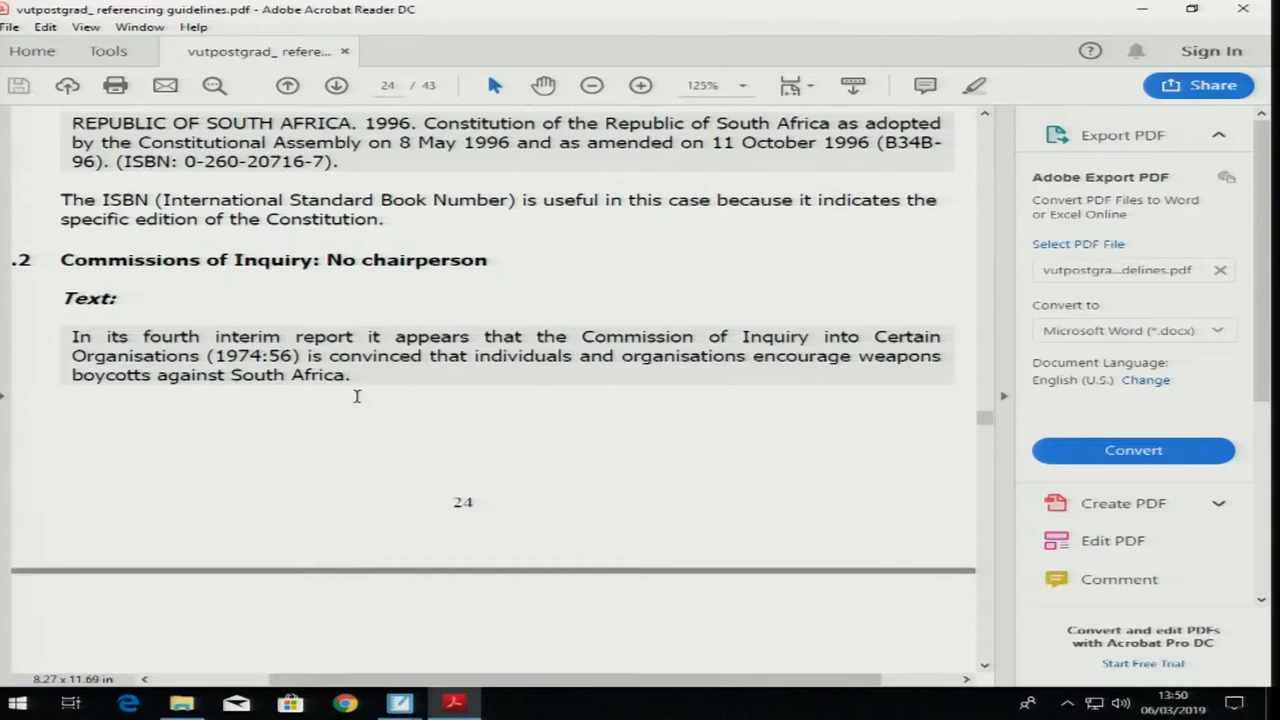 vutpostgrad_ referencing guidelines.pdf - Adobe Acrobat Reader DC
File Edit View Window Help
Home Tools vutpostgrad_ refere... × Sign In
24 / 43 125% Share
REPUBLIC OF SOUTH AFRICA. 1996. Constitution of the Republic of South Africa as adopted
by the Constitutional Assembly on 8 May 1996 and as amended on 11 October 1996 (B34B-
96). (ISBN: 0-260-20716-7).
The ISBN (International Standard Book Number) is useful in this case because it indicates the
specific edition of the Constitution.
.2 Commissions of Inquiry: No chairperson
Text:
In its fourth interim report it appears that the Commission of Inquiry into Certain
Organisations (1974:56) is convinced that individuals and organisations encourage weapons
boycotts against South Africa.
24
8.27 x 11.69 in
Export PDF
Adobe Export PDF
Convert PDF Files to Word
or Excel Online
Select PDF File
vutpostgra...delines.pdf
Convert to
Microsoft Word (*.docx)
Document Language:
English (U.S.) Change
Convert
Create PDF
Edit PDF
Comment
Convert and edit PDFs
with Acrobat Pro DC
Start Free Trial
13:50
06/03/2019